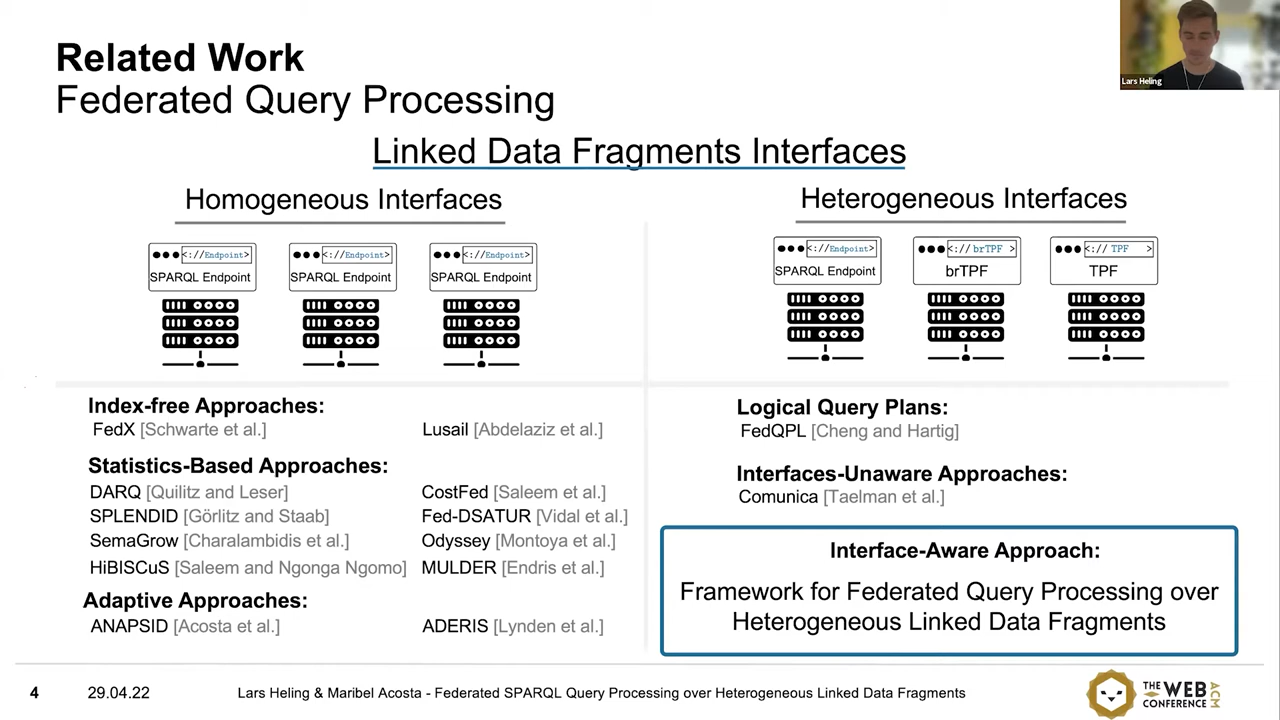 Related Work
Federated Query Processing
Lars Heling
Linked Data Fragments Interfaces
Homogeneous Interfaces
<://Endpoint>
SPARQL Endpoint
<://Endpoint>
SPARQL Endpoint
<://Endpoint>
SPARQL Endpoint
Heterogeneous Interfaces
<://Endpoint>
SPARQL Endpoint
<:// brTPF >
brTPF
<:// TPF >
TPF
Index-free Approaches:
FedX [Schwarte et al.] Lusail [Abdelaziz et al.]
Statistics-Based Approaches:
DARQ [Quilitz and Leser] CostFed [Saleem et al.]
SPLENDID [Görlitz and Staab] Fed-DSATUR [Vidal et al.]
SemaGrow [Charalambidis et al.] Odyssey [Montoya et al.]
HiBISCuS [Saleem and Ngonga Ngomo] MULDER [Endris et al.]
Adaptive Approaches:
ANAPSID [Acosta et al.] ADERIS [Lynden et al.]
Logical Query Plans:
FedQPL [Cheng and Hartig]
Interfaces-Unaware Approaches:
Comunica [Taelman et al.]
Interface-Aware Approach:
Framework for Federated Query Processing over
Heterogeneous Linked Data Fragments
4 29.04.22 Lars Heling & Maribel Acosta - Federated SPARQL Query Processing over Heterogeneous Linked Data Fragments
THE WEB
CONFERENCE
ACM